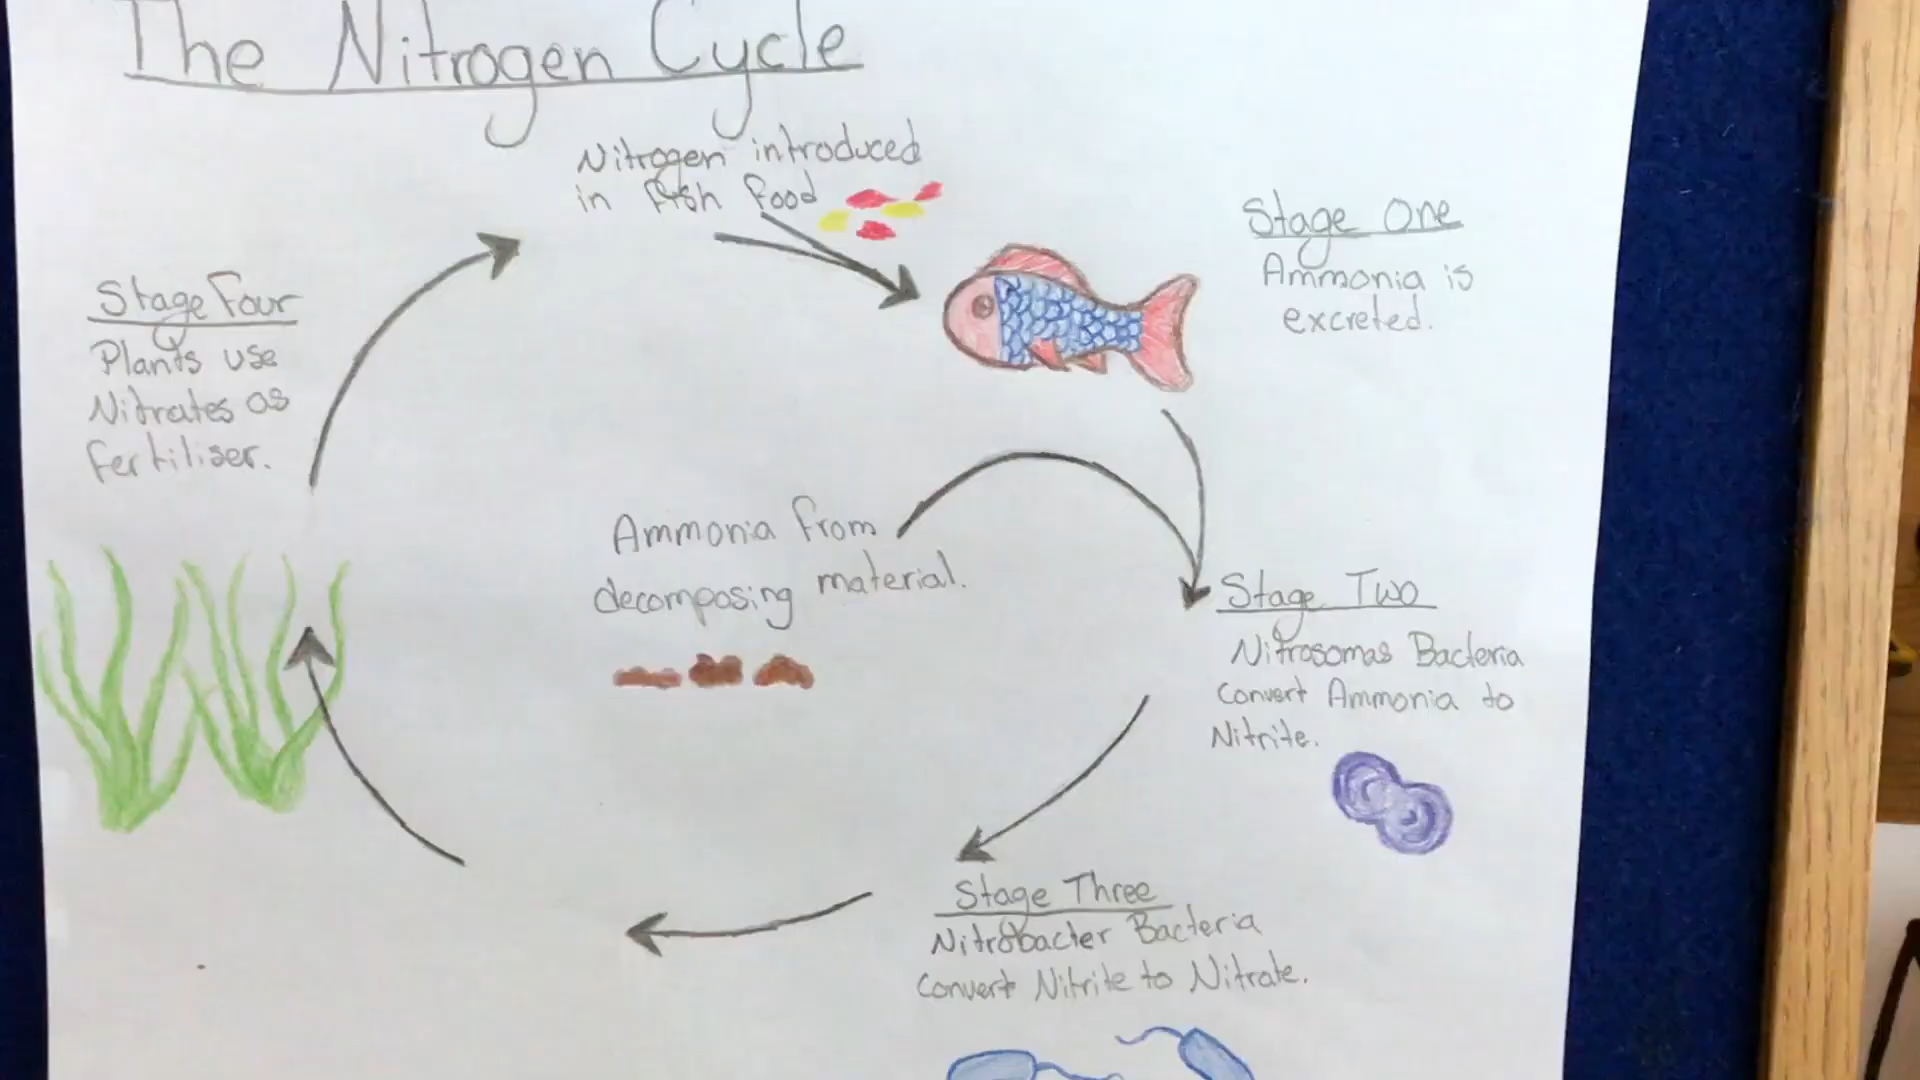 The Nitrogen Cycle
Nitrogen introduced
in fish food
Stage One
Ammonia is
excreted.
Stage Two
Nitrosomas Bacteria
convert Ammonia to
Nitrite.
Stage Three
Nitrobacter Bacteria
convert Nitrite to Nitrate.
Stage Four
Plants use
Nitrates as
fertiliser.
Ammonia from
decomposing material.